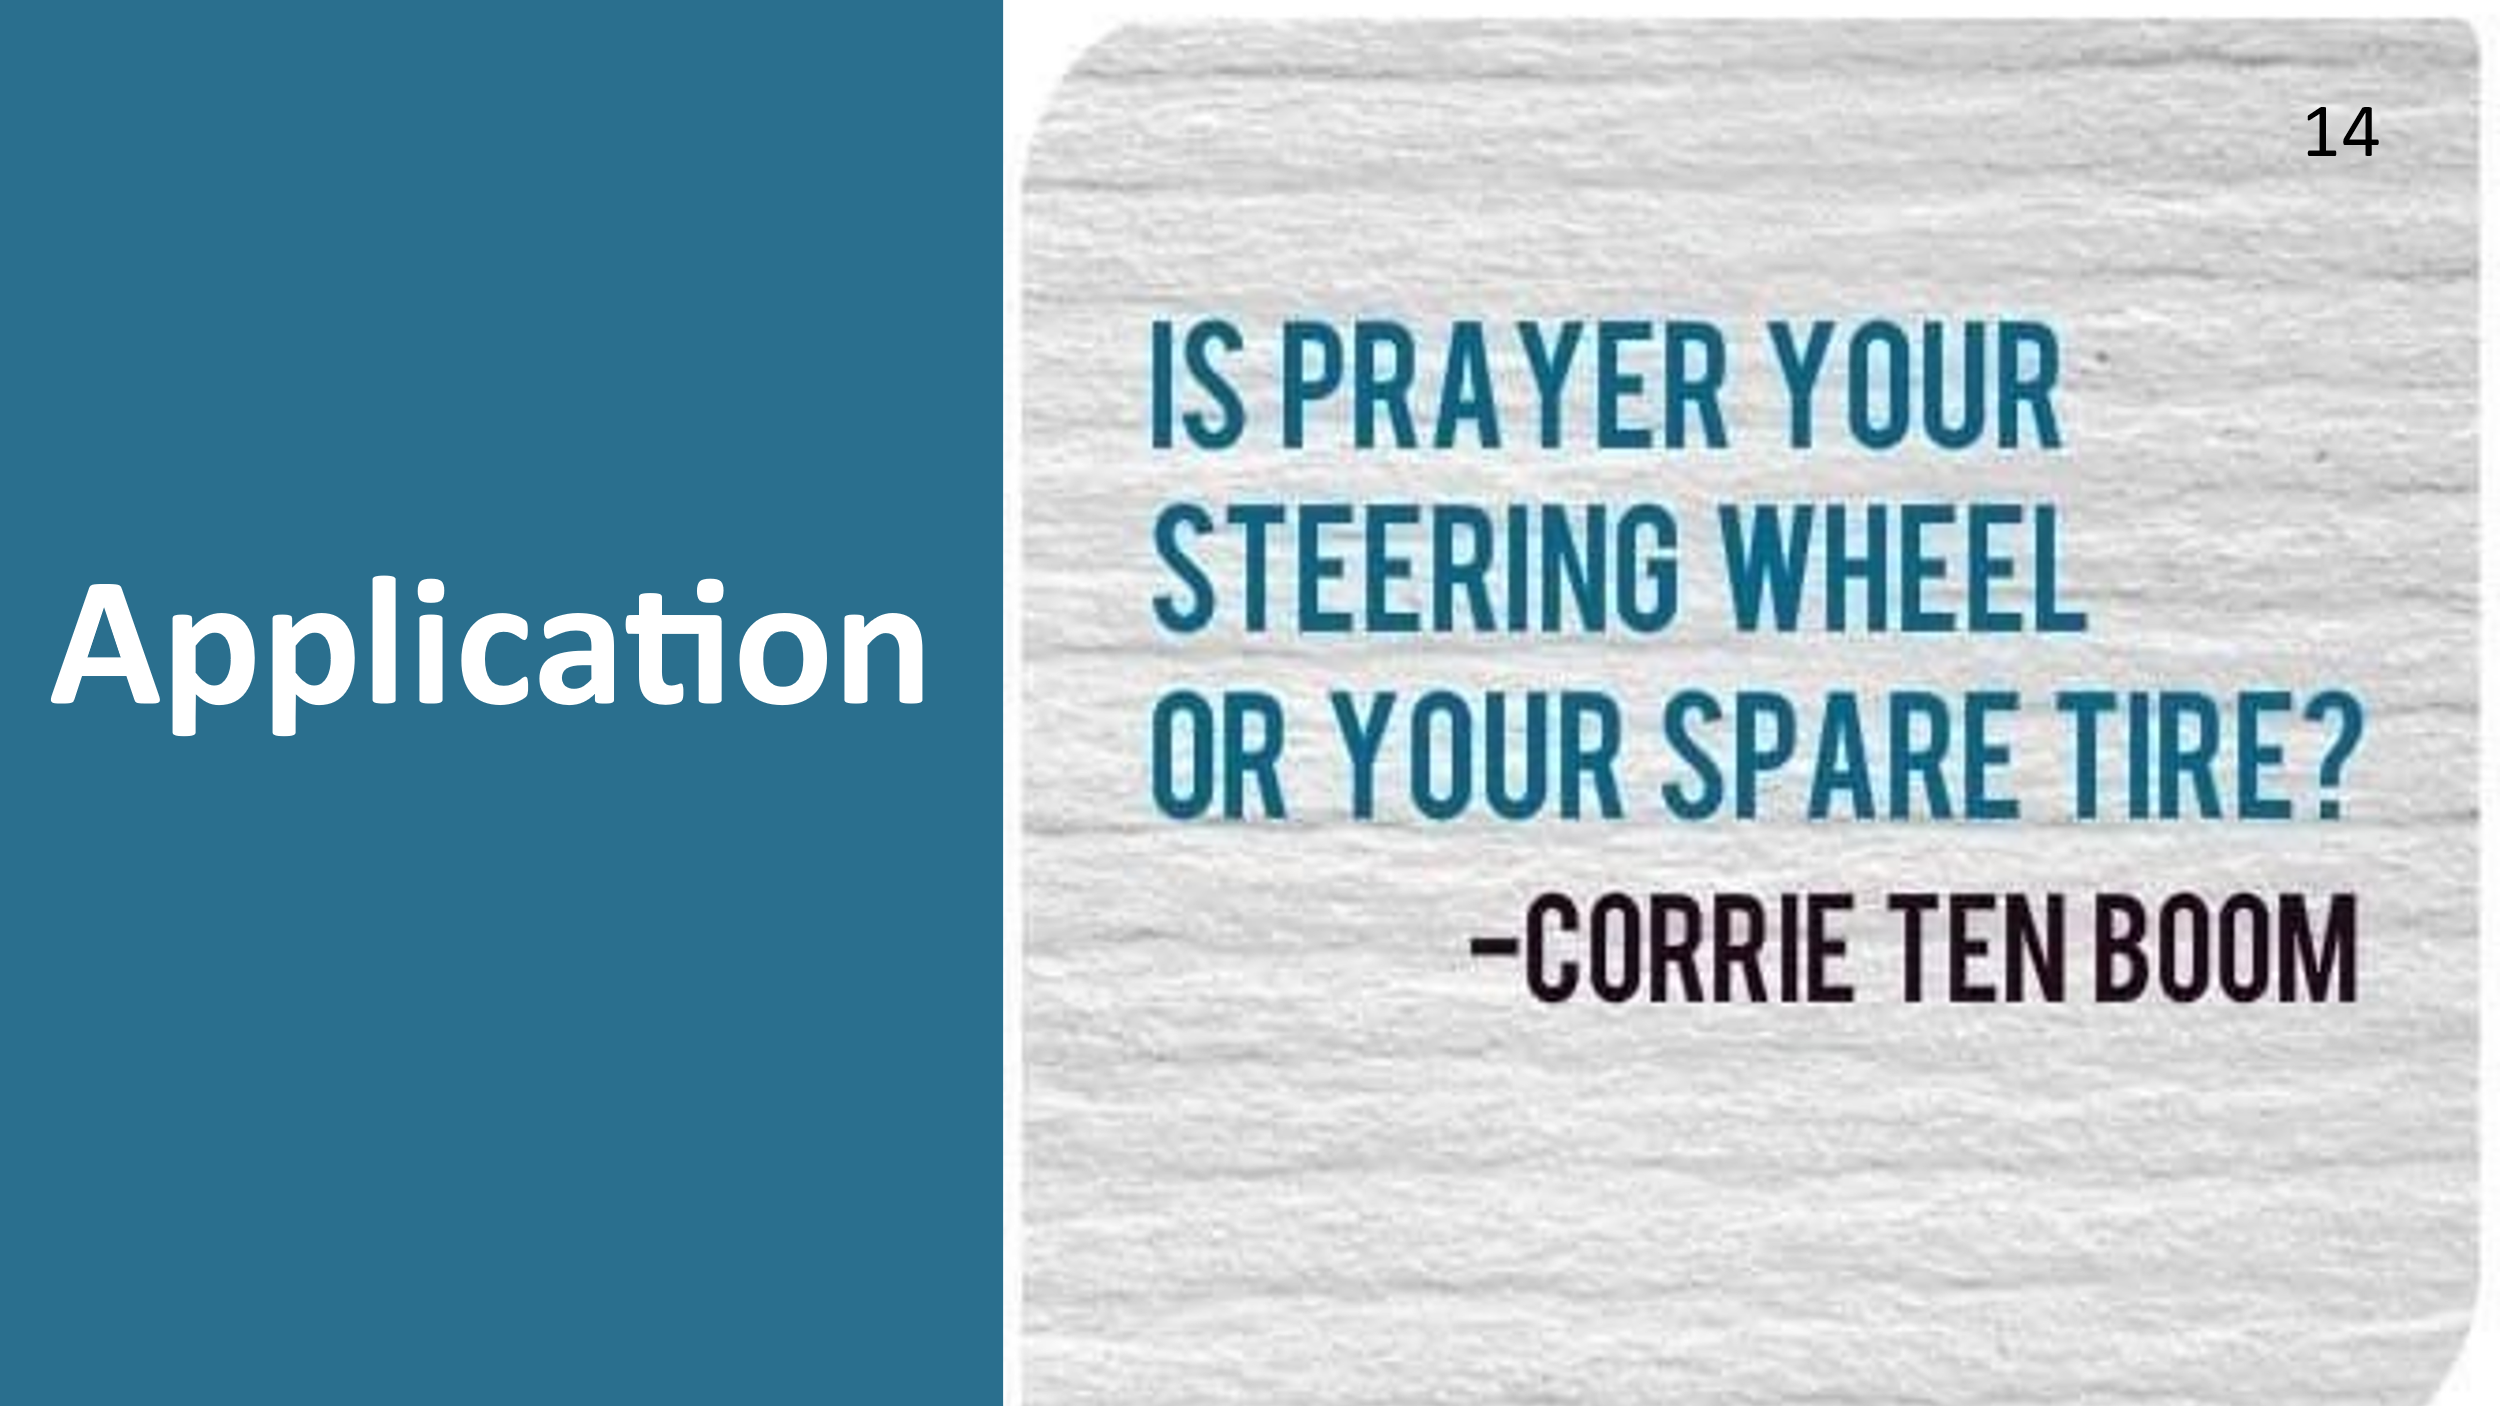 Application
14
IS PRAYER YOUR
STEERING WHEEL
OR YOUR SPARE TIRE?
-CORRIE TEN BOOM